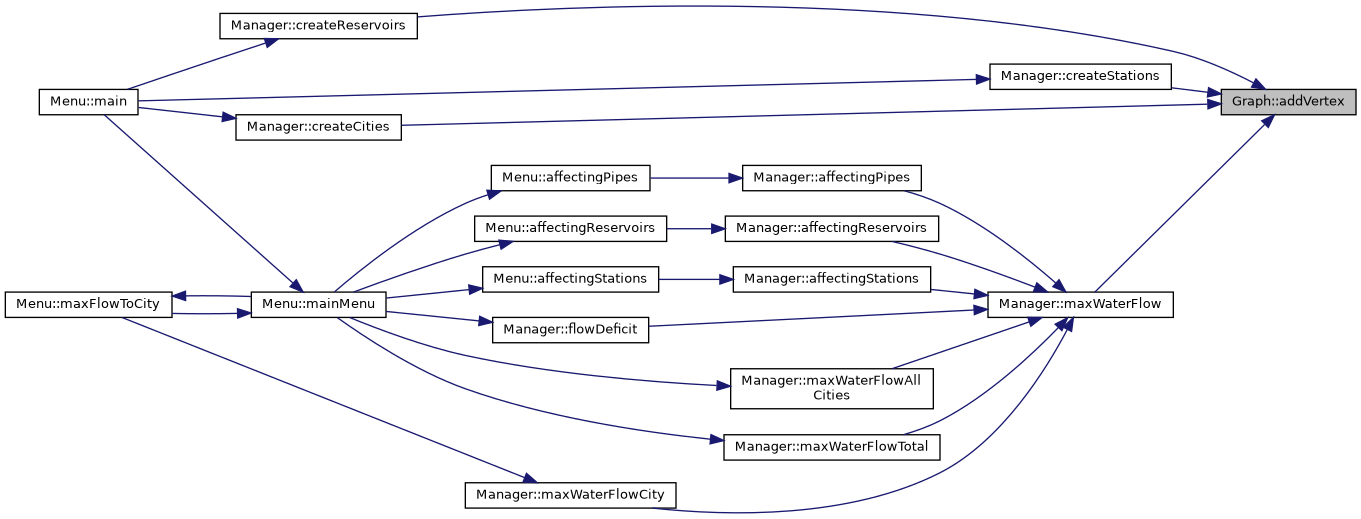 Manager::createReservoirs
Manager::createStations
Menu::main
Graph::addVertex
Manager::createCities
Menu::affectingPipes
Manager::affectingPipes
Menu::affectingReservoirs
Manager::affectingReservoirs
Menu::affectingStations
Manager::affectingStations
Menu::maxFlowToCity
Menu::mainMenu
Manager::maxWaterFlow
Manager::flowDeficit
Manager::maxWaterFlowAll
Cities
Manager::maxWaterFlowTotal
Manager::maxWaterFlowCity